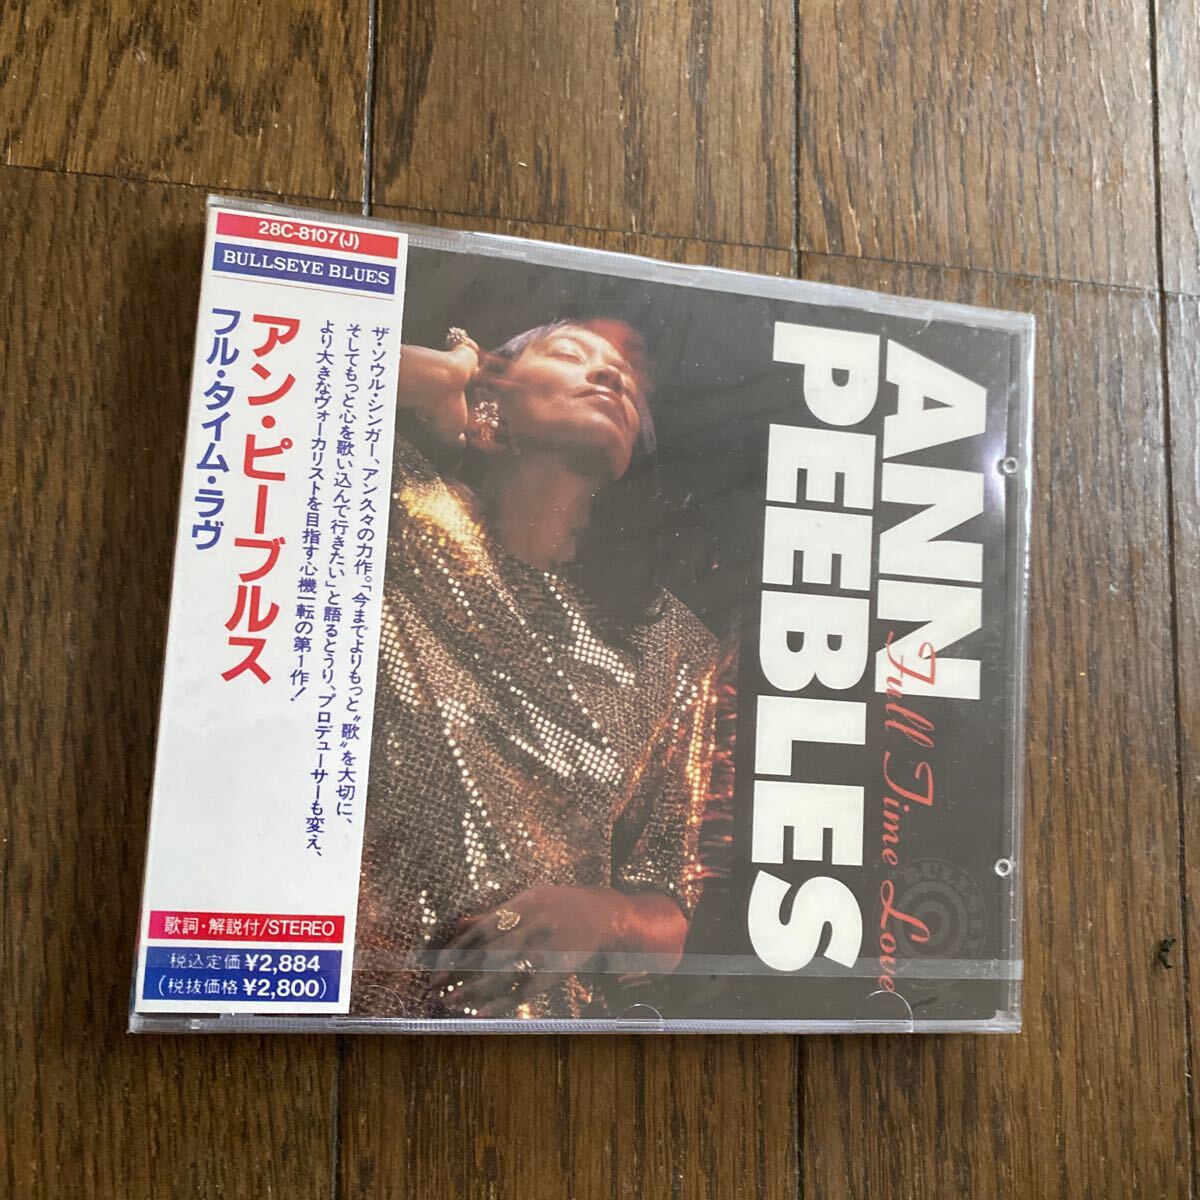 28C-8107(J)
BULLSEYE BLUES
アン・ピーブルス
フル・タイム・ラヴ
ザ・ソウル・シンガー、アン久々の力作。「今までよりもっと“歌”を大切に、
そしてもっと心を歌い込んで行きたい」と語るとうり、プロデューサーも変え、
より大きなヴォーカリストを目指す心機一転の第1作！
歌詞・解説付/STEREO
税込定価¥2,884
(税抜価格¥2,800)
ANN
PEEBLES
Full Time Love